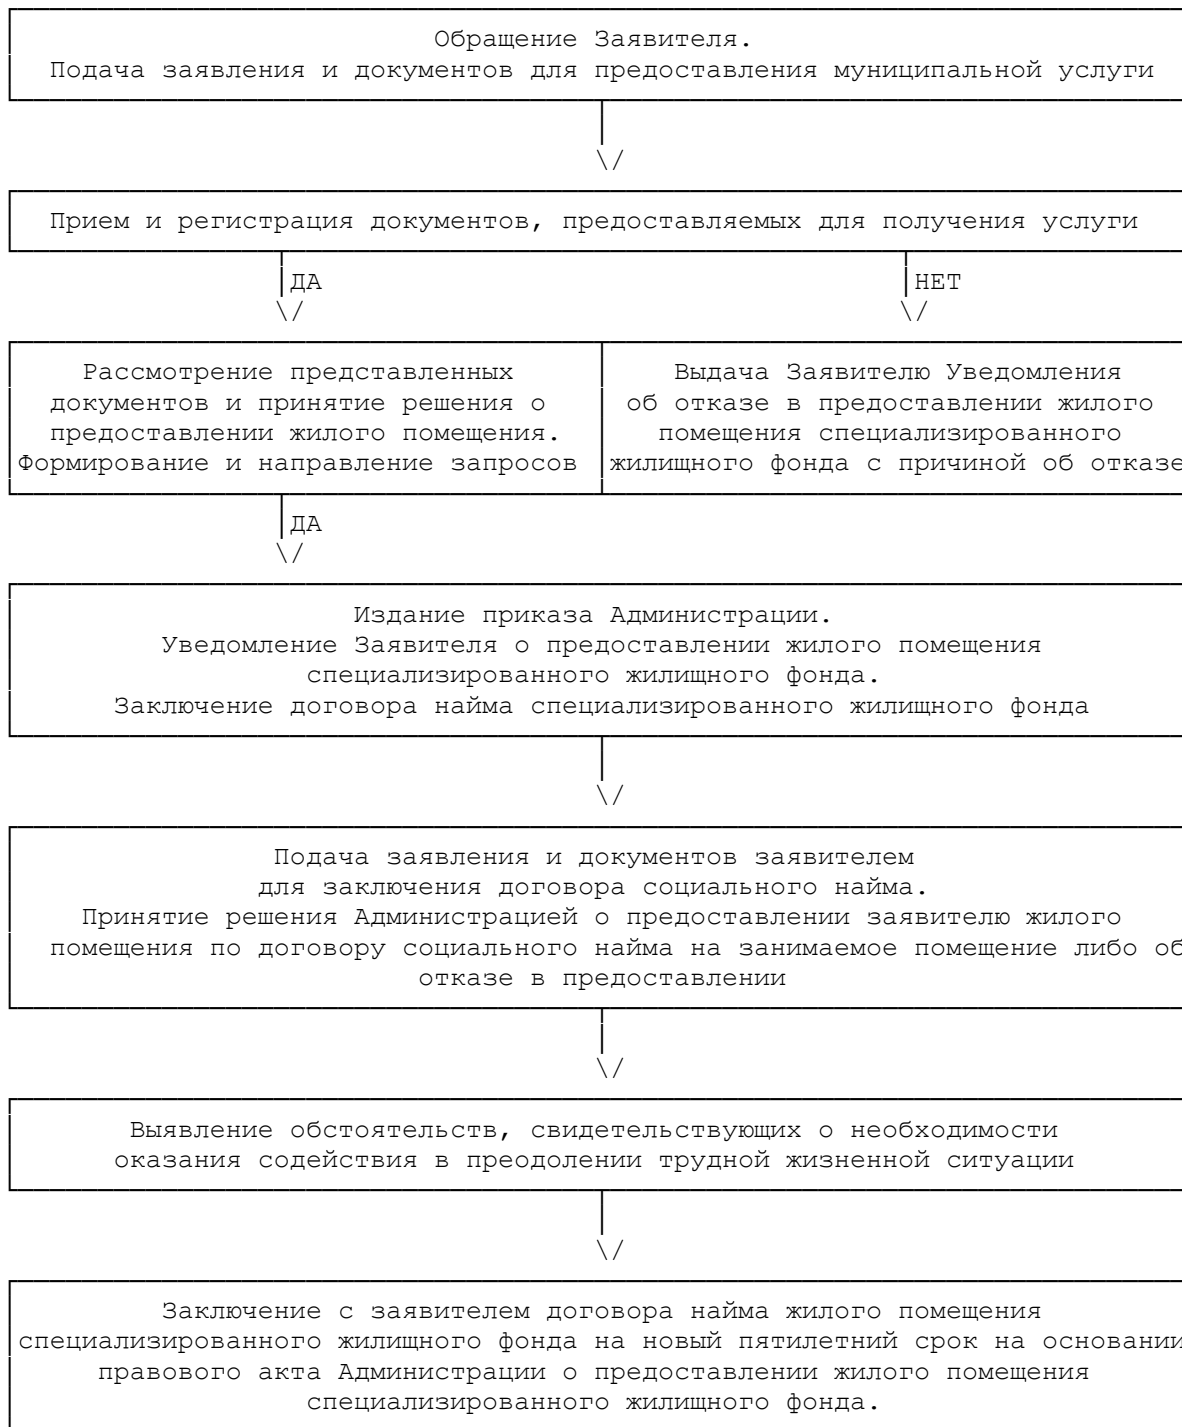 Обращение Заявителя.
Подача заявления и документов для предоставления муниципальной услуги
\/
Прием и регистрация документов, предоставляемых для получения услуги
ДА
НЕТ
\/
\/
Рассмотрение представленных
документов и принятие решения о
предоставлении жилого помещения.
Формирование и направление запросов
Выдача Заявителю Уведомления
об отказе в предоставлении жилого
помещения специализированного
жилищного фонда с причиной об отказе
ДА
\/
Издание приказа Администрации.
Уведомление Заявителя о предоставлении жилого помещения
специализированного жилищного фонда.
Заключение договора найма специализированного жилищного фонда
\/
Подача заявления и документов заявителем
для заключения договора социального найма.
Принятие решения Администрацией о предоставлении заявителю жилого
помещения по договору социального найма на занимаемое помещение либо об
отказе в предоставлении
\/
Выявление обстоятельств, свидетельствующих о необходимости
оказания содействия в преодолении трудной жизненной ситуации
\/
Заключение с заявителем договора найма жилого помещения
специализированного жилищного фонда на новый пятилетний срок на основании
правового акта Администрации о предоставлении жилого помещения
специализированного жилищного фонда.